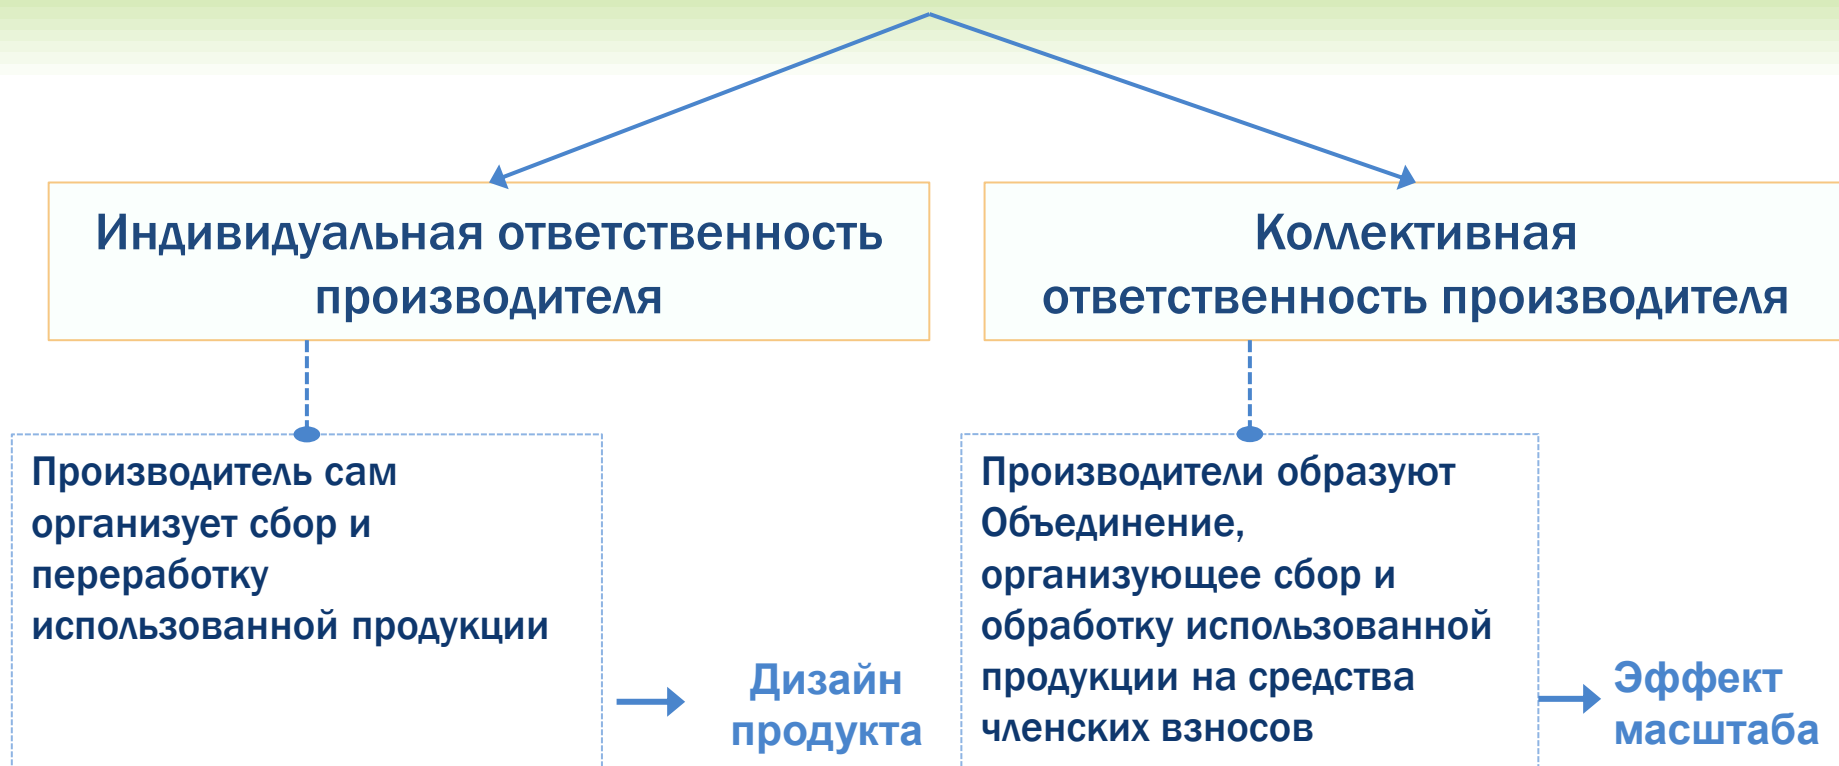 Индивидуальная ответственность
производителя
Коллективная
ответственность производителя
Производитель сам
организует сбор и
переработку
использованной продукции
Дизайн
продукта
Производители образуют
Объединение,
организующее сбор и
обработку использованной
продукции на средства
членских взносов
Эффект
масштаба